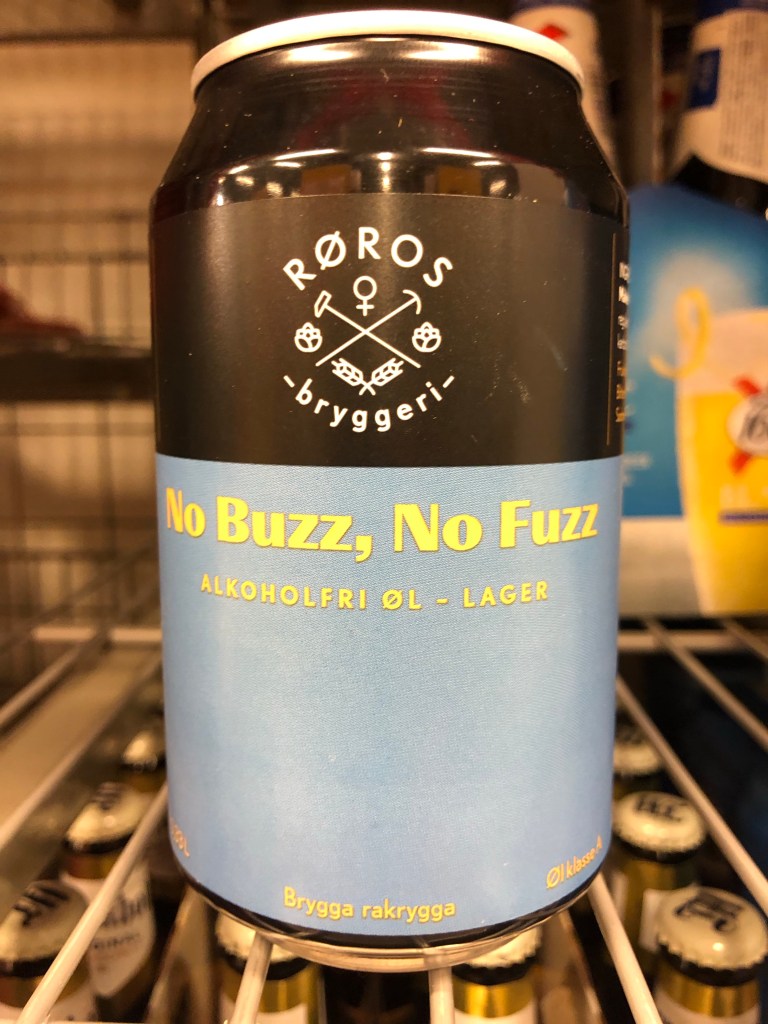 RØROS
-bryggeri-
No Buzz, No Fuzz
ALKOHOLFRI ØL - LAGER
Øl klasse A
Brygga rakrygga